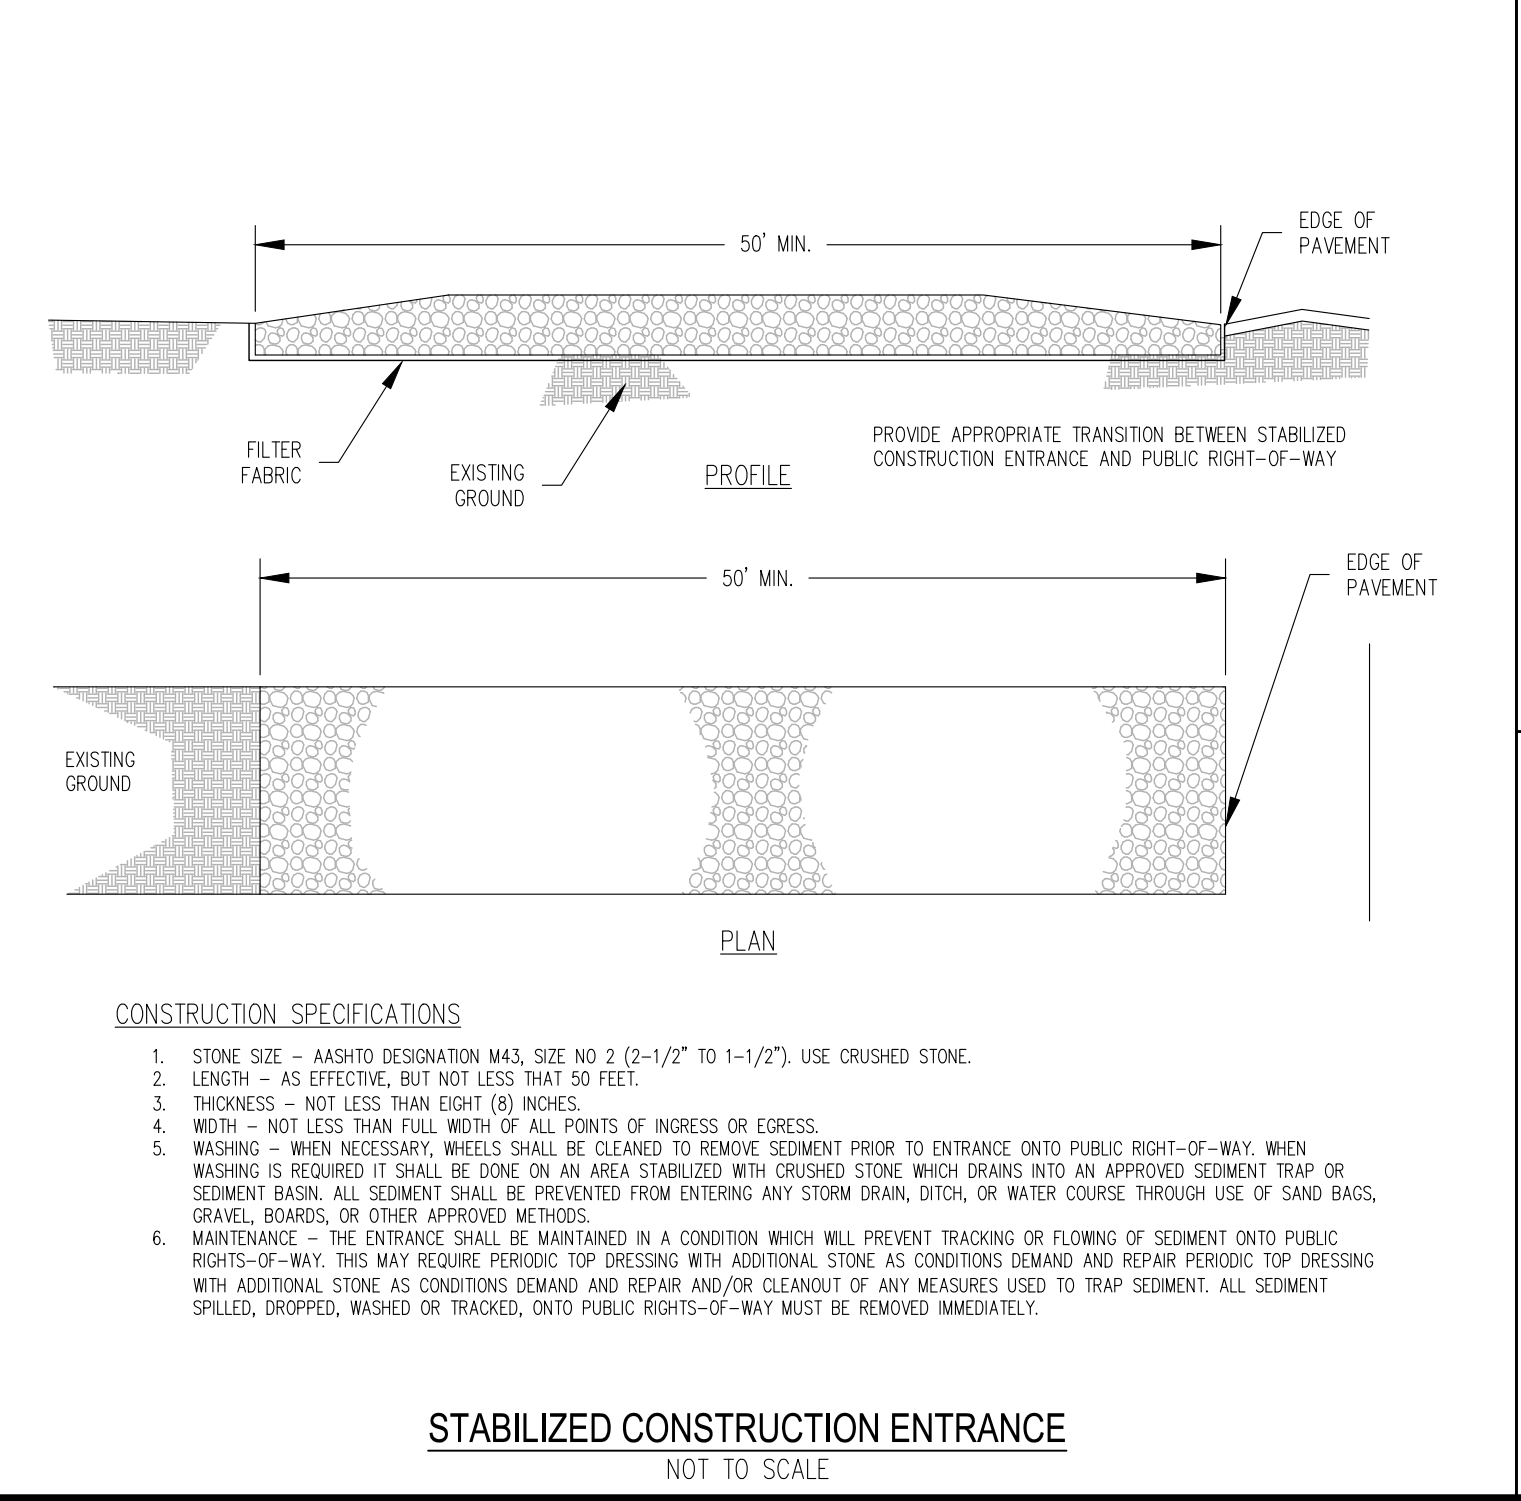 50' MIN.
EDGE OF
PAVEMENT
FILTER
FABRIC
EXISTING
GROUND
PROFILE
PROVIDE APPROPRIATE TRANSITION BETWEEN STABILIZED
CONSTRUCTION ENTRANCE AND PUBLIC RIGHT-OF-WAY
50' MIN.
EDGE OF
PAVEMENT
EXISTING
GROUND
PLAN
CONSTRUCTION SPECIFICATIONS
1. STONE SIZE – AASHTO DESIGNATION M43, SIZE NO 2 (2-1/2" TO 1-1/2"). USE CRUSHED STONE.
2. LENGTH – AS EFFECTIVE, BUT NOT LESS THAT 50 FEET.
3. THICKNESS – NOT LESS THAN EIGHT (8) INCHES.
4. WIDTH – NOT LESS THAN FULL WIDTH OF ALL POINTS OF INGRESS OR EGRESS.
5. WASHING – WHEN NECESSARY, WHEELS SHALL BE CLEANED TO REMOVE SEDIMENT PRIOR TO ENTRANCE ONTO PUBLIC RIGHT-OF-WAY. WHEN
WASHING IS REQUIRED IT SHALL BE DONE ON AN AREA STABILIZED WITH CRUSHED STONE WHICH DRAINS INTO AN APPROVED SEDIMENT TRAP OR
SEDIMENT BASIN. ALL SEDIMENT SHALL BE PREVENTED FROM ENTERING ANY STORM DRAIN, DITCH, OR WATER COURSE THROUGH USE OF SAND BAGS,
GRAVEL, BOARDS, OR OTHER APPROVED METHODS.
6. MAINTENANCE – THE ENTRANCE SHALL BE MAINTAINED IN A CONDITION WHICH WILL PREVENT TRACKING OR FLOWING OF SEDIMENT ONTO PUBLIC
RIGHTS-OF-WAY. THIS MAY REQUIRE PERIODIC TOP DRESSING WITH ADDITIONAL STONE AS CONDITIONS DEMAND AND REPAIR PERIODIC TOP DRESSING
WITH ADDITIONAL STONE AS CONDITIONS DEMAND AND REPAIR AND/OR CLEANOUT OF ANY MEASURES USED TO TRAP SEDIMENT. ALL SEDIMENT
SPILLED, DROPPED, WASHED OR TRACKED, ONTO PUBLIC RIGHTS-OF-WAY MUST BE REMOVED IMMEDIATELY.
STABILIZED CONSTRUCTION ENTRANCE
NOT TO SCALE